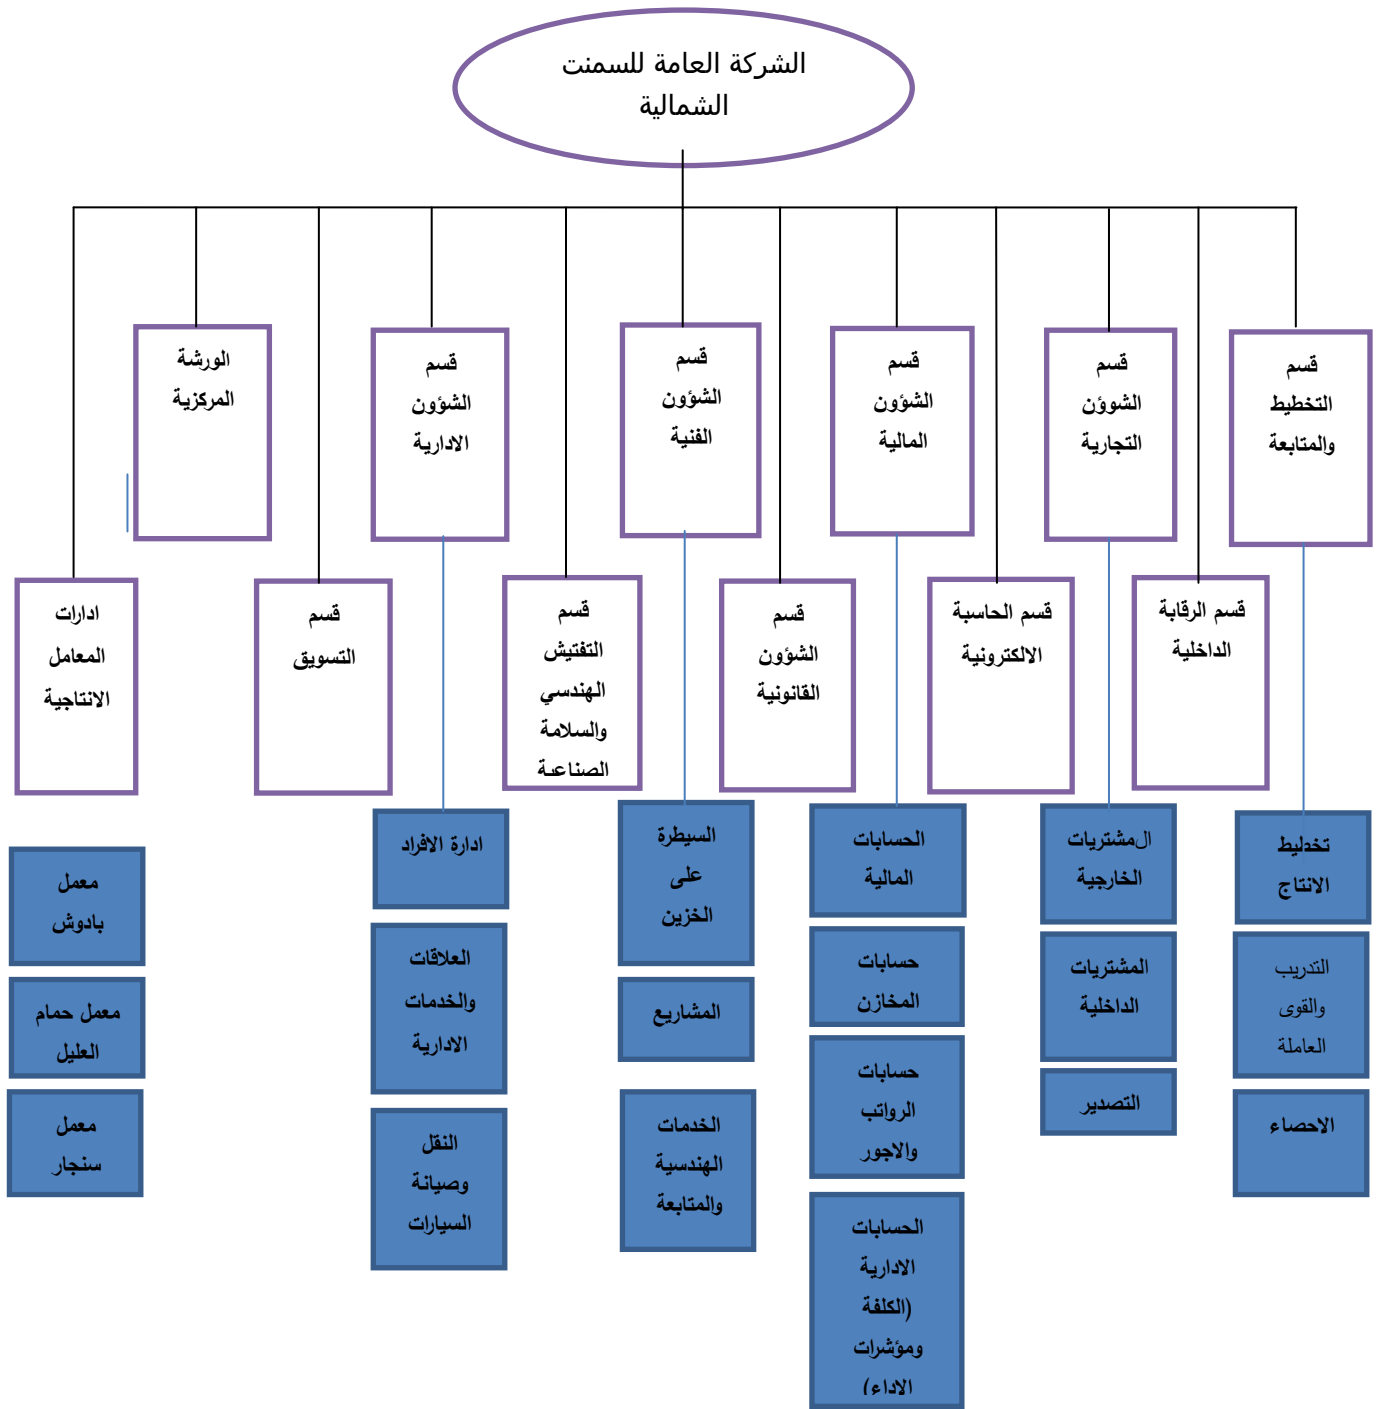 الشركة العامة للسمنت
الشمالية
قسم
التخطيط
والمتابعة
قسم
الشوؤن
التجارية
قسم
الشؤون
المالية
قسم
الشؤون
الفنية
قسم
الشؤون
الادارية
الورشة
المركزية
قسم الرقابة
الداخلية
قسم الحاسبة
الالكترونية
قسم
الشؤون
القانونية
قسم
التفتيش
الهندسي
والسلامة
الصناعية
قسم
التسويق
ادارات
المعامل
الانتاجية
تخطيط
الانتاج
التدريب
والقوى
العاملة
الاحصاء
المشتريات
الخارجية
المشتريات
الداخلية
التصدير
الحسابات
المالية
حسابات
المخازن
حسابات
الرواتب
والاجور
الحسابات
الادارية
(الكلفة
ومؤشرات
الاداء)
السيطرة
على
الخزين
المشاريع
الخدمات
الهندسية
والمتابعة
ادارة الافراد
العلاقات
والخدمات
الادارية
النقل
وصيانة
السيارات
معمل
بادوش
معمل حمام
العليل
معمل
سنجار